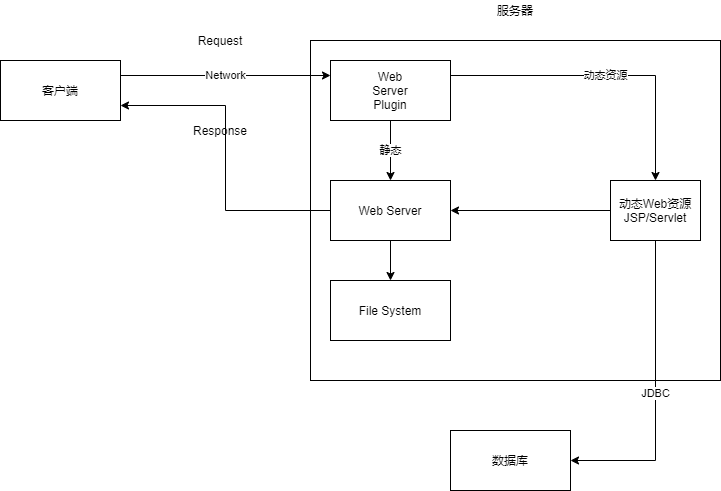 服务器
Request
Network
客户端
Web
Server
Plugin
动态资源
Response
静态
Web Server
动态Web资源
JSP/Servlet
File System
JDBC
数据库